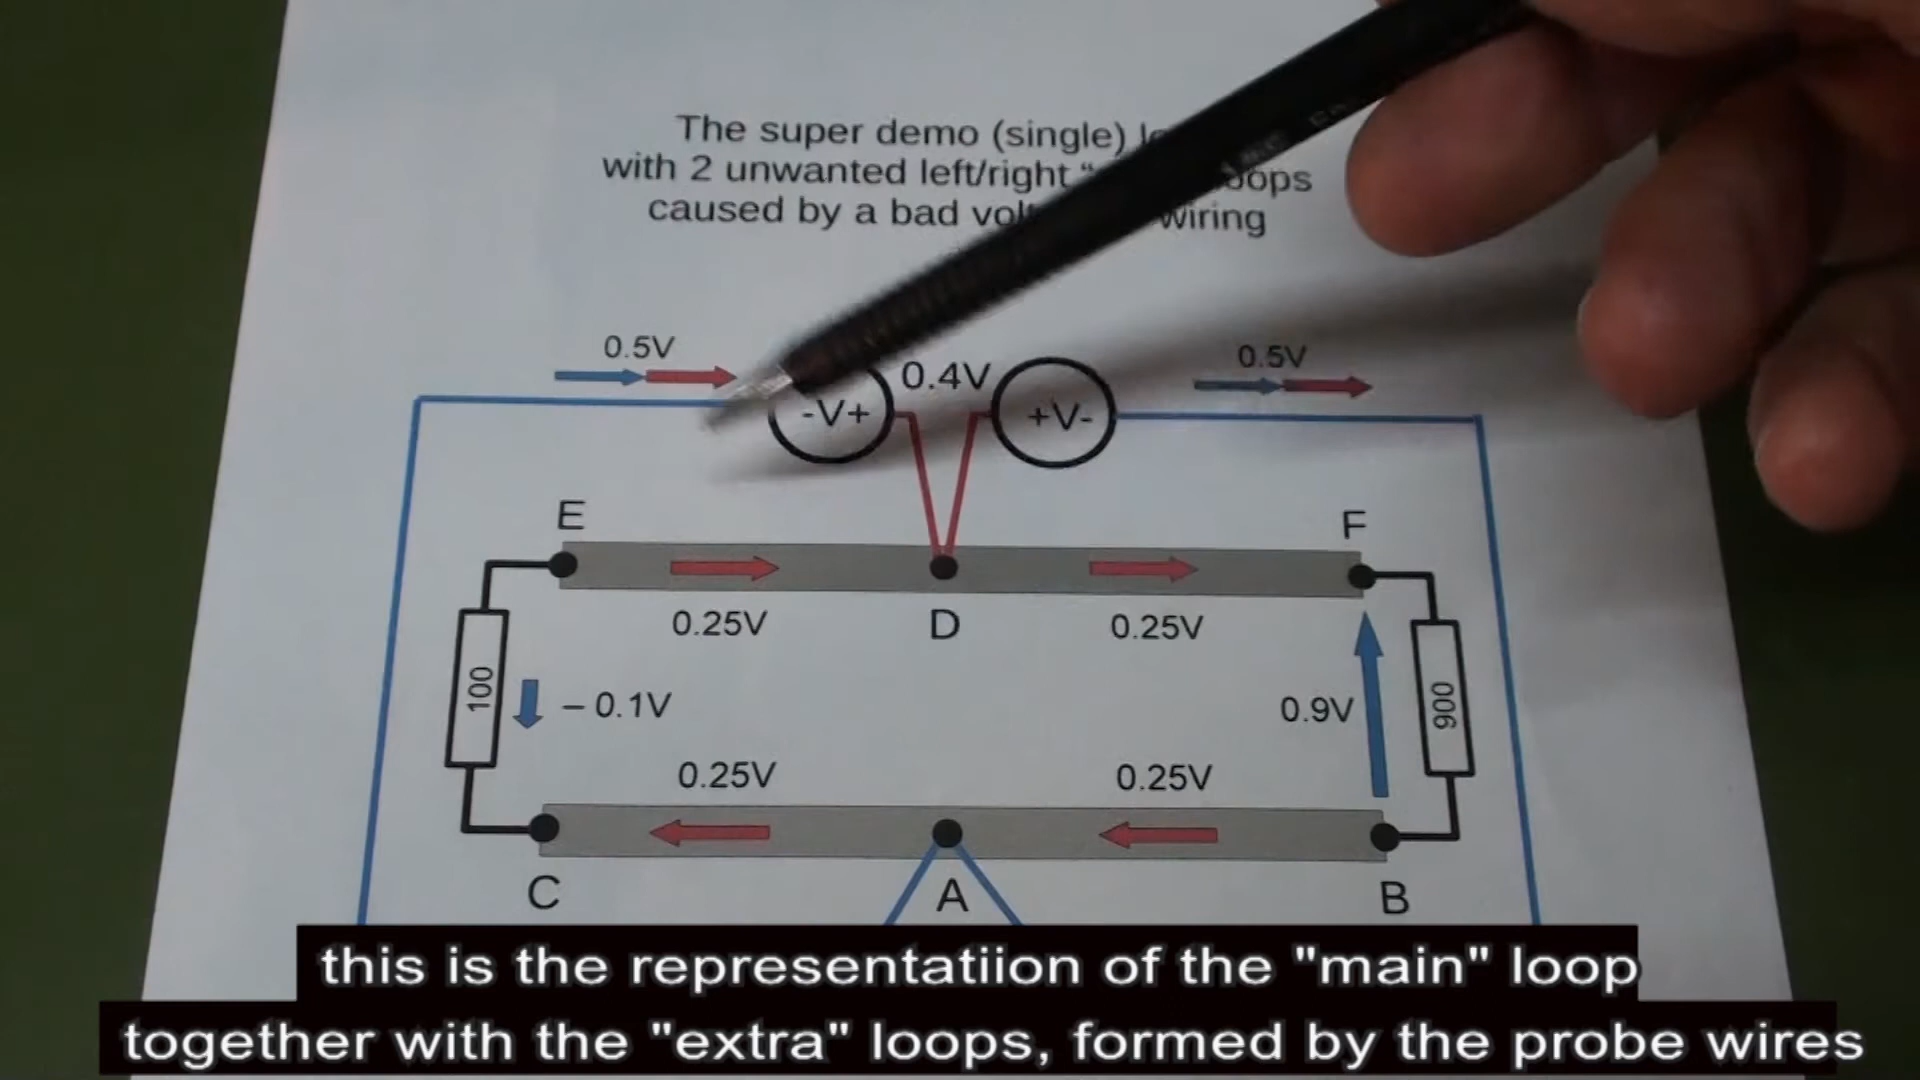 The super demo (single)
with 2 unwanted left/right oops
caused by a bad wiring
0.5V
0.4V
0.5V
-V+
+V-
E
F
0.25V
D
0.25V
100
– 0.1V
0.9V
900
0.25V
0.25V
C
A
B
this is the representatiion of the "main" loop
together with the "extra" loops, formed by the probe wires